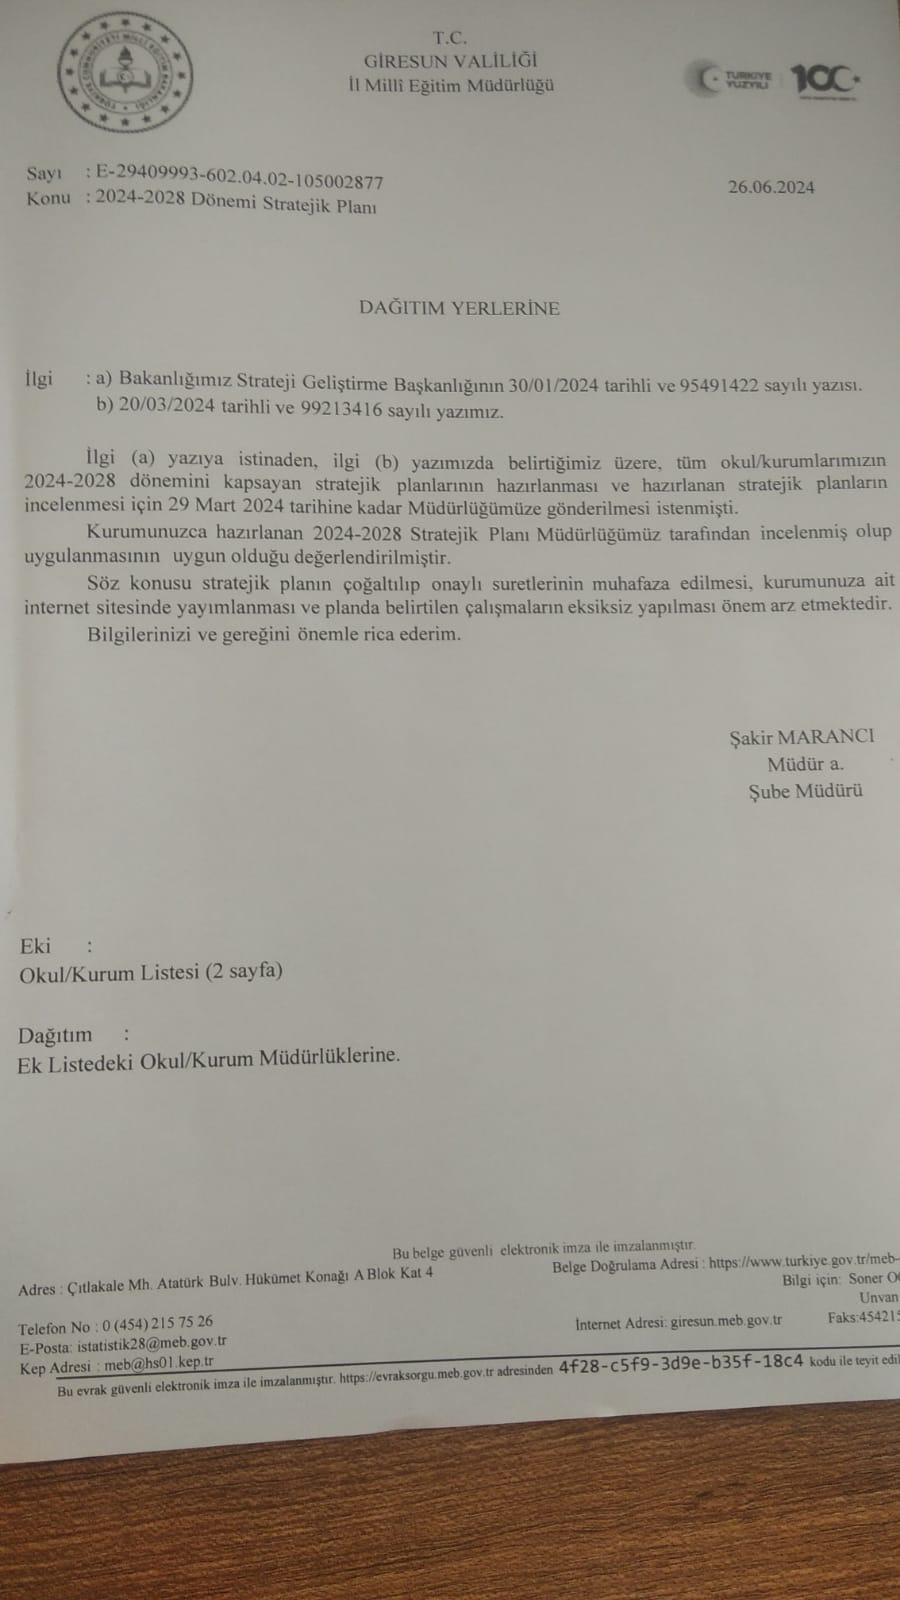 T.C.
GİRESUN VALİLİĞİ
İl Millî Eğitim Müdürlüğü
TÜRKİYE
YÜZYILI
100
Sayı : E-29409993-602.04.02-105002877
26.06.2024
Konu : 2024-2028 Dönemi Stratejik Planı
DAĞITIM YERLERİNE
İlgi : a) Bakanlığımız Strateji Geliştirme Başkanlığının 30/01/2024 tarihli ve 95491422 sayılı yazısı.
b) 20/03/2024 tarihli ve 99213416 sayılı yazımız.
İlgi (a) yazıya istinaden, ilgi (b) yazımızda belirtiğimiz üzere, tüm okul/kurumlarımızın
2024-2028 dönemini kapsayan stratejik planlarının hazırlanması ve hazırlanan stratejik planların
incelenmesi için 29 Mart 2024 tarihine kadar Müdürlüğümüze gönderilmesi istenmişti.
Kurumunuzca hazırlanan 2024-2028 Stratejik Planı Müdürlüğümüz tarafından incelenmiş olup
uygulanmasının uygun olduğu değerlendirilmiştir.
Söz konusu stratejik planın çoğaltılıp onaylı suretlerinin muhafaza edilmesi, kurumunuza ait
internet sitesinde yayımlanması ve planda belirtilen çalışmaların eksiksiz yapılması önem arz etmektedir.
Bilgilerinizi ve gereğini önemle rica ederim.
Şakir MARANCI
Müdür a.
Şube Müdürü
Eki :
Okul/Kurum Listesi (2 sayfa)
Dağıtım :
Ek Listedeki Okul/Kurum Müdürlüklerine.
Bu belge güvenli elektronik imza ile imzalanmıştır.
Adres : Çıtlakale Mh. Atatürk Bulv. Hükümet Konağı A Blok Kat 4
Belge Doğrulama Adresi : https://www.turkiye.gov.tr/meb-
Bilgi için: Soner
Unvan
Telefon No : 0 (454) 215 75 26
E-Posta: istatistik28@meb.gov.tr
İnternet Adresi: giresun.meb.gov.tr
Faks:454215
Kep Adresi : meb@hs01.kep.tr
Bu evrak güvenli elektronik imza ile imzalanmıştır. https://evraksorgu.meb.gov.tr adresinden 4f28-c5f9-3d9e-b35f-18c4 kodu ile teyit edil